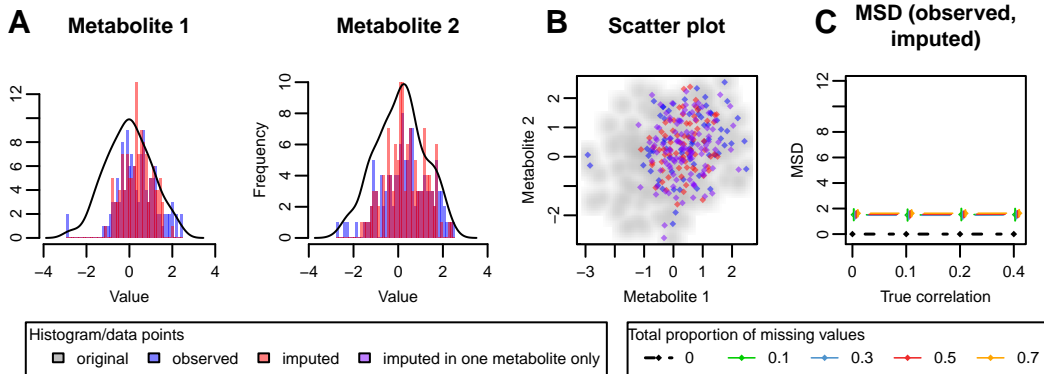 A
Metabolite 1
Metabolite 2
B
Scatter plot
C
MSD (observed,
imputed)
12
10
8
6
4
2
0
−4 −2 0 2 4
Value
Frequency
10
8
6
4
2
0
−4 −2 0 2 4
Value
Metabolite 2
2
1
0
−2
−3 −1 0 1 2
Metabolite 1
MSD
12
10
8
6
4
2
0
0 0.1 0.2 0.4
True correlation
Histogram/data points
original observed imputed imputed in one metabolite only
Total proportion of missing values
0 0.1 0.3 0.5 0.7